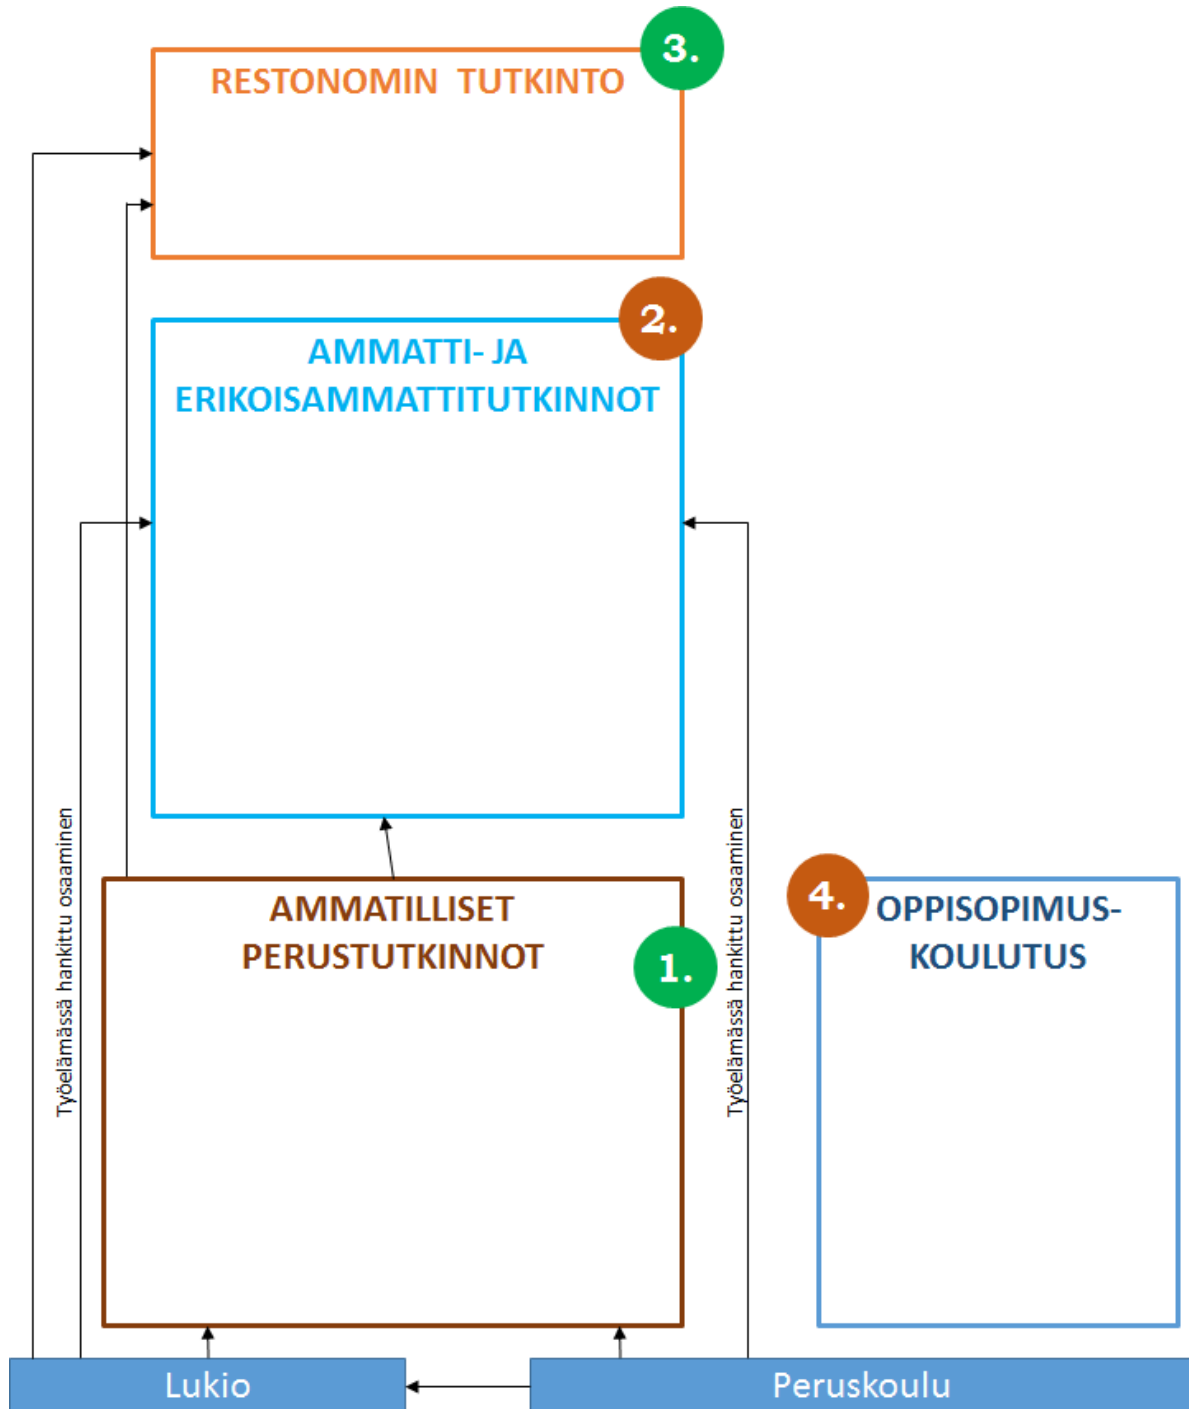 3.
RESTONOMIN TUTKINTO
2.
AMMATTI- JA
ERIKOISAMMATTITUTKINNOT
Työelämässä hankittu osaaminen
Työelämässä hankittu osaaminen
AMMATILLISET
PERUSTUTKINNOT
1.
4.
OPPISOPIMUS-
KOULUTUS
Lukio
Peruskoulu